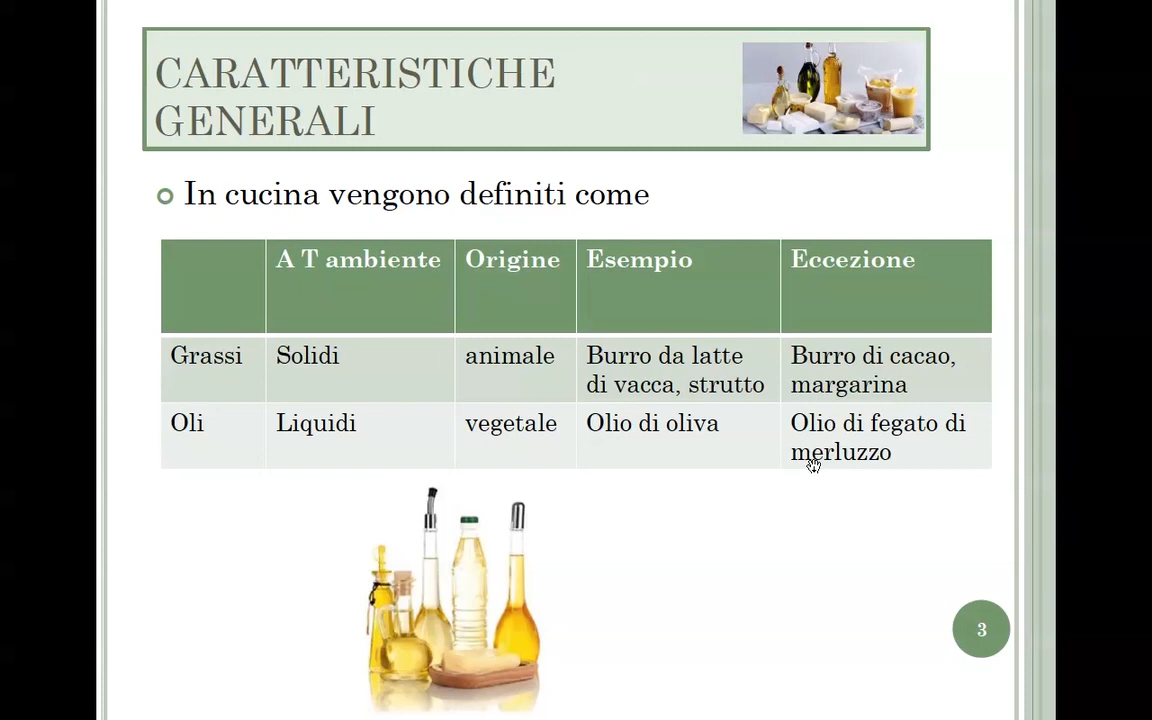 CARATTERISTICHE
GENERALI
In cucina vengono definiti come
A T ambiente Origine Esempio Eccezione
Grassi Solidi animale Burro da latte di vacca, strutto Burro di cacao, margarina
Oli Liquidi vegetale Olio di oliva Olio di fegato di merluzzo
3